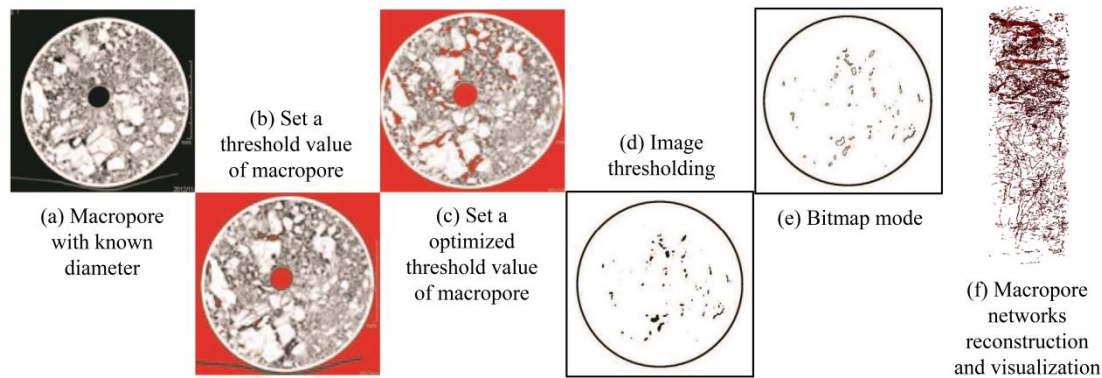 (a) Macropore
with known
diameter
(b) Set a
threshold value
of macropore
(c) Set a
optimized
threshold value
of macropore
(d) Image
thresholding
(e) Bitmap mode
(f) Macropore
networks
reconstruction
and visualization